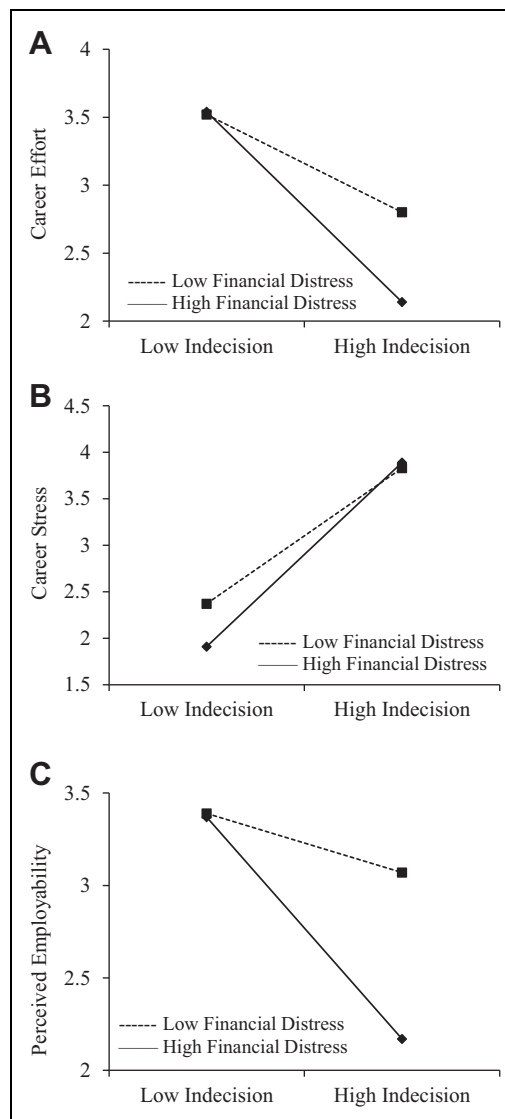 A
4
3.5
3
2.5
2
Career Effort
Low Financial Distress
High Financial Distress
Low Indecision High Indecision
B
4.5
4
3.5
3
2.5
2
1.5
Career Stress
Low Financial Distress
High Financial Distress
Low Indecision High Indecision
C
3.5
3
2.5
2
Perceived Employability
Low Financial Distress
High Financial Distress
Low Indecision High Indecision